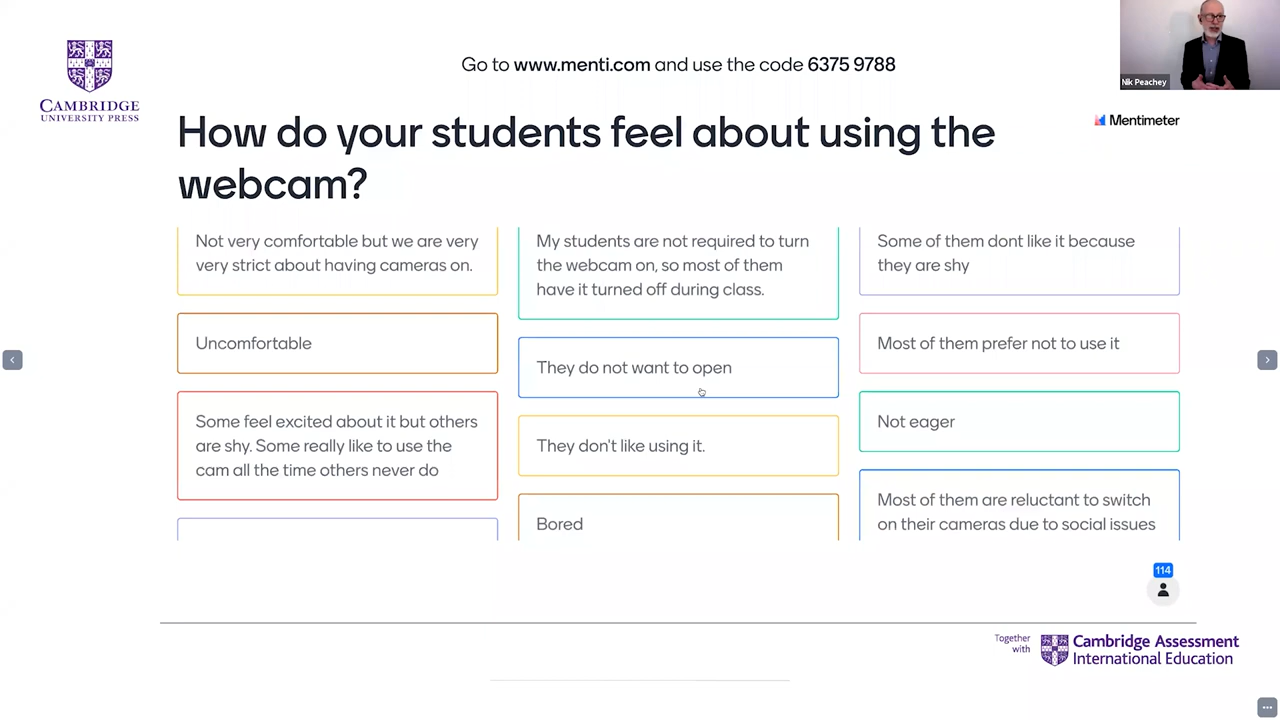 CAMBRIDGE
UNIVERSITY PRESS
Go to www.menti.com and use the code 6375 9788
Nik Peachey
Mentimeter
How do your students feel about using the
webcam?
Not very comfortable but we are very
very strict about having cameras on.
Uncomfortable
Some feel excited about it but others
are shy. Some really like to use the
cam all the time others never do
My students are not required to turn
the webcam on, so most of them
have it turned off during class.
They do not want to open
They don't like using it.
Bored
Some of them dont like it because
they are shy
Most of them prefer not to use it
Not eager
Most of them are reluctant to switch
on their cameras due to social issues
114
Together
with
Cambridge Assessment
International Education